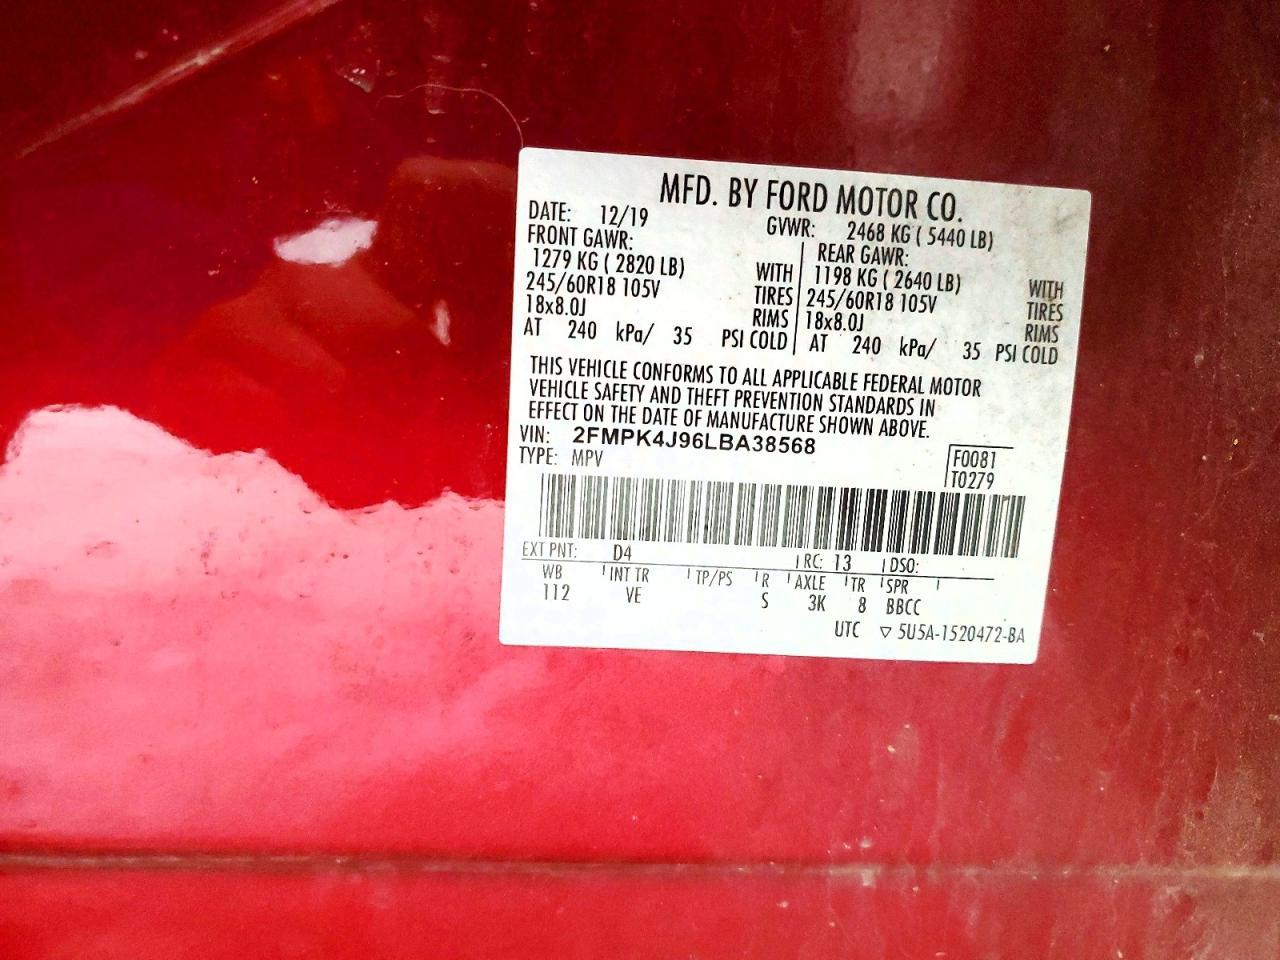 MFD. BY FORD MOTOR CO.
DATE: 12/19 GVWR: 2468 KG ( 5440 LB)
FRONT GAWR: REAR GAWR:
1279 KG ( 2820 LB) WITH 1198 KG ( 2640 LB) WITH
245/60R18 105V TIRES 245/60R18 105V TIRES
18x8.0J RIMS 18x8.0J RIMS
AT 240 kPa/ 35 PSI COLD AT 240 kPa/ 35 PSI COLD
THIS VEHICLE CONFORMS TO ALL APPLICABLE FEDERAL MOTOR
VEHICLE SAFETY AND THEFT PREVENTION STANDARDS IN
EFFECT ON THE DATE OF MANUFACTURE SHOWN ABOVE.
VIN: 2FMPK4J96LBA38568
TYPE: MPV
F0081
T0279
EXT PNT: D4 RC: 13 DSO:
WB INT TR TP/PS R AXLE TR SPR
112 VE S 3K 8 BBCC
UTC ▽ 5U5A-1520472-BA